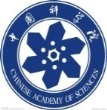 中国科学院
CHINESE ACADEMY OF SCIENCES